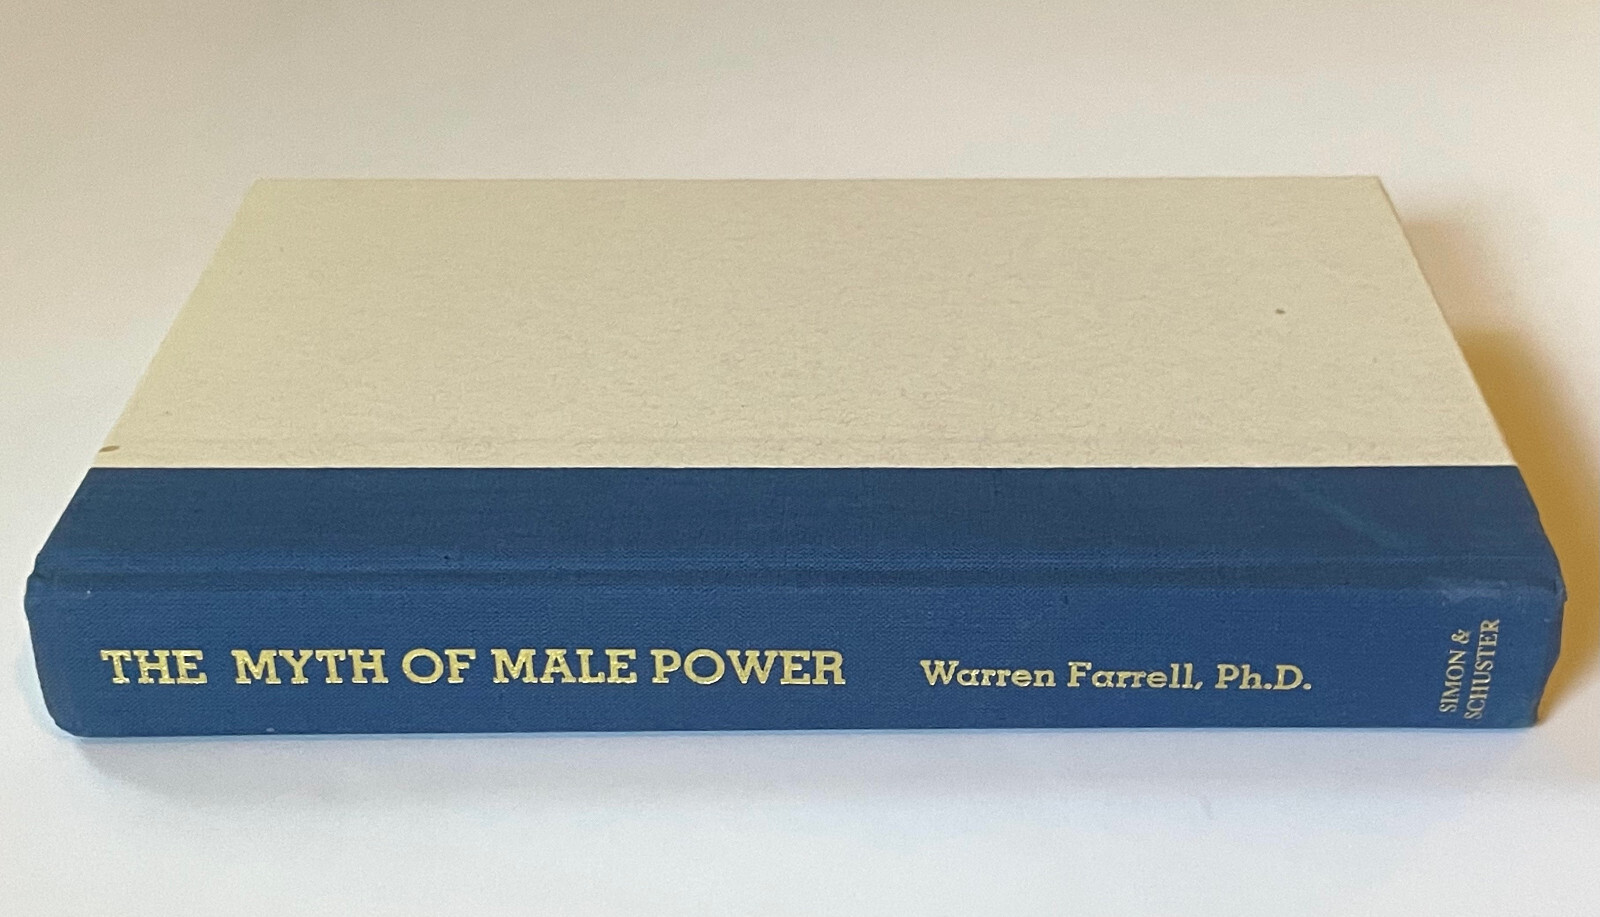 THE MYTH OF MALE POWER
Warren Farrell, Ph.D.
SIMON &
SCHUSTER